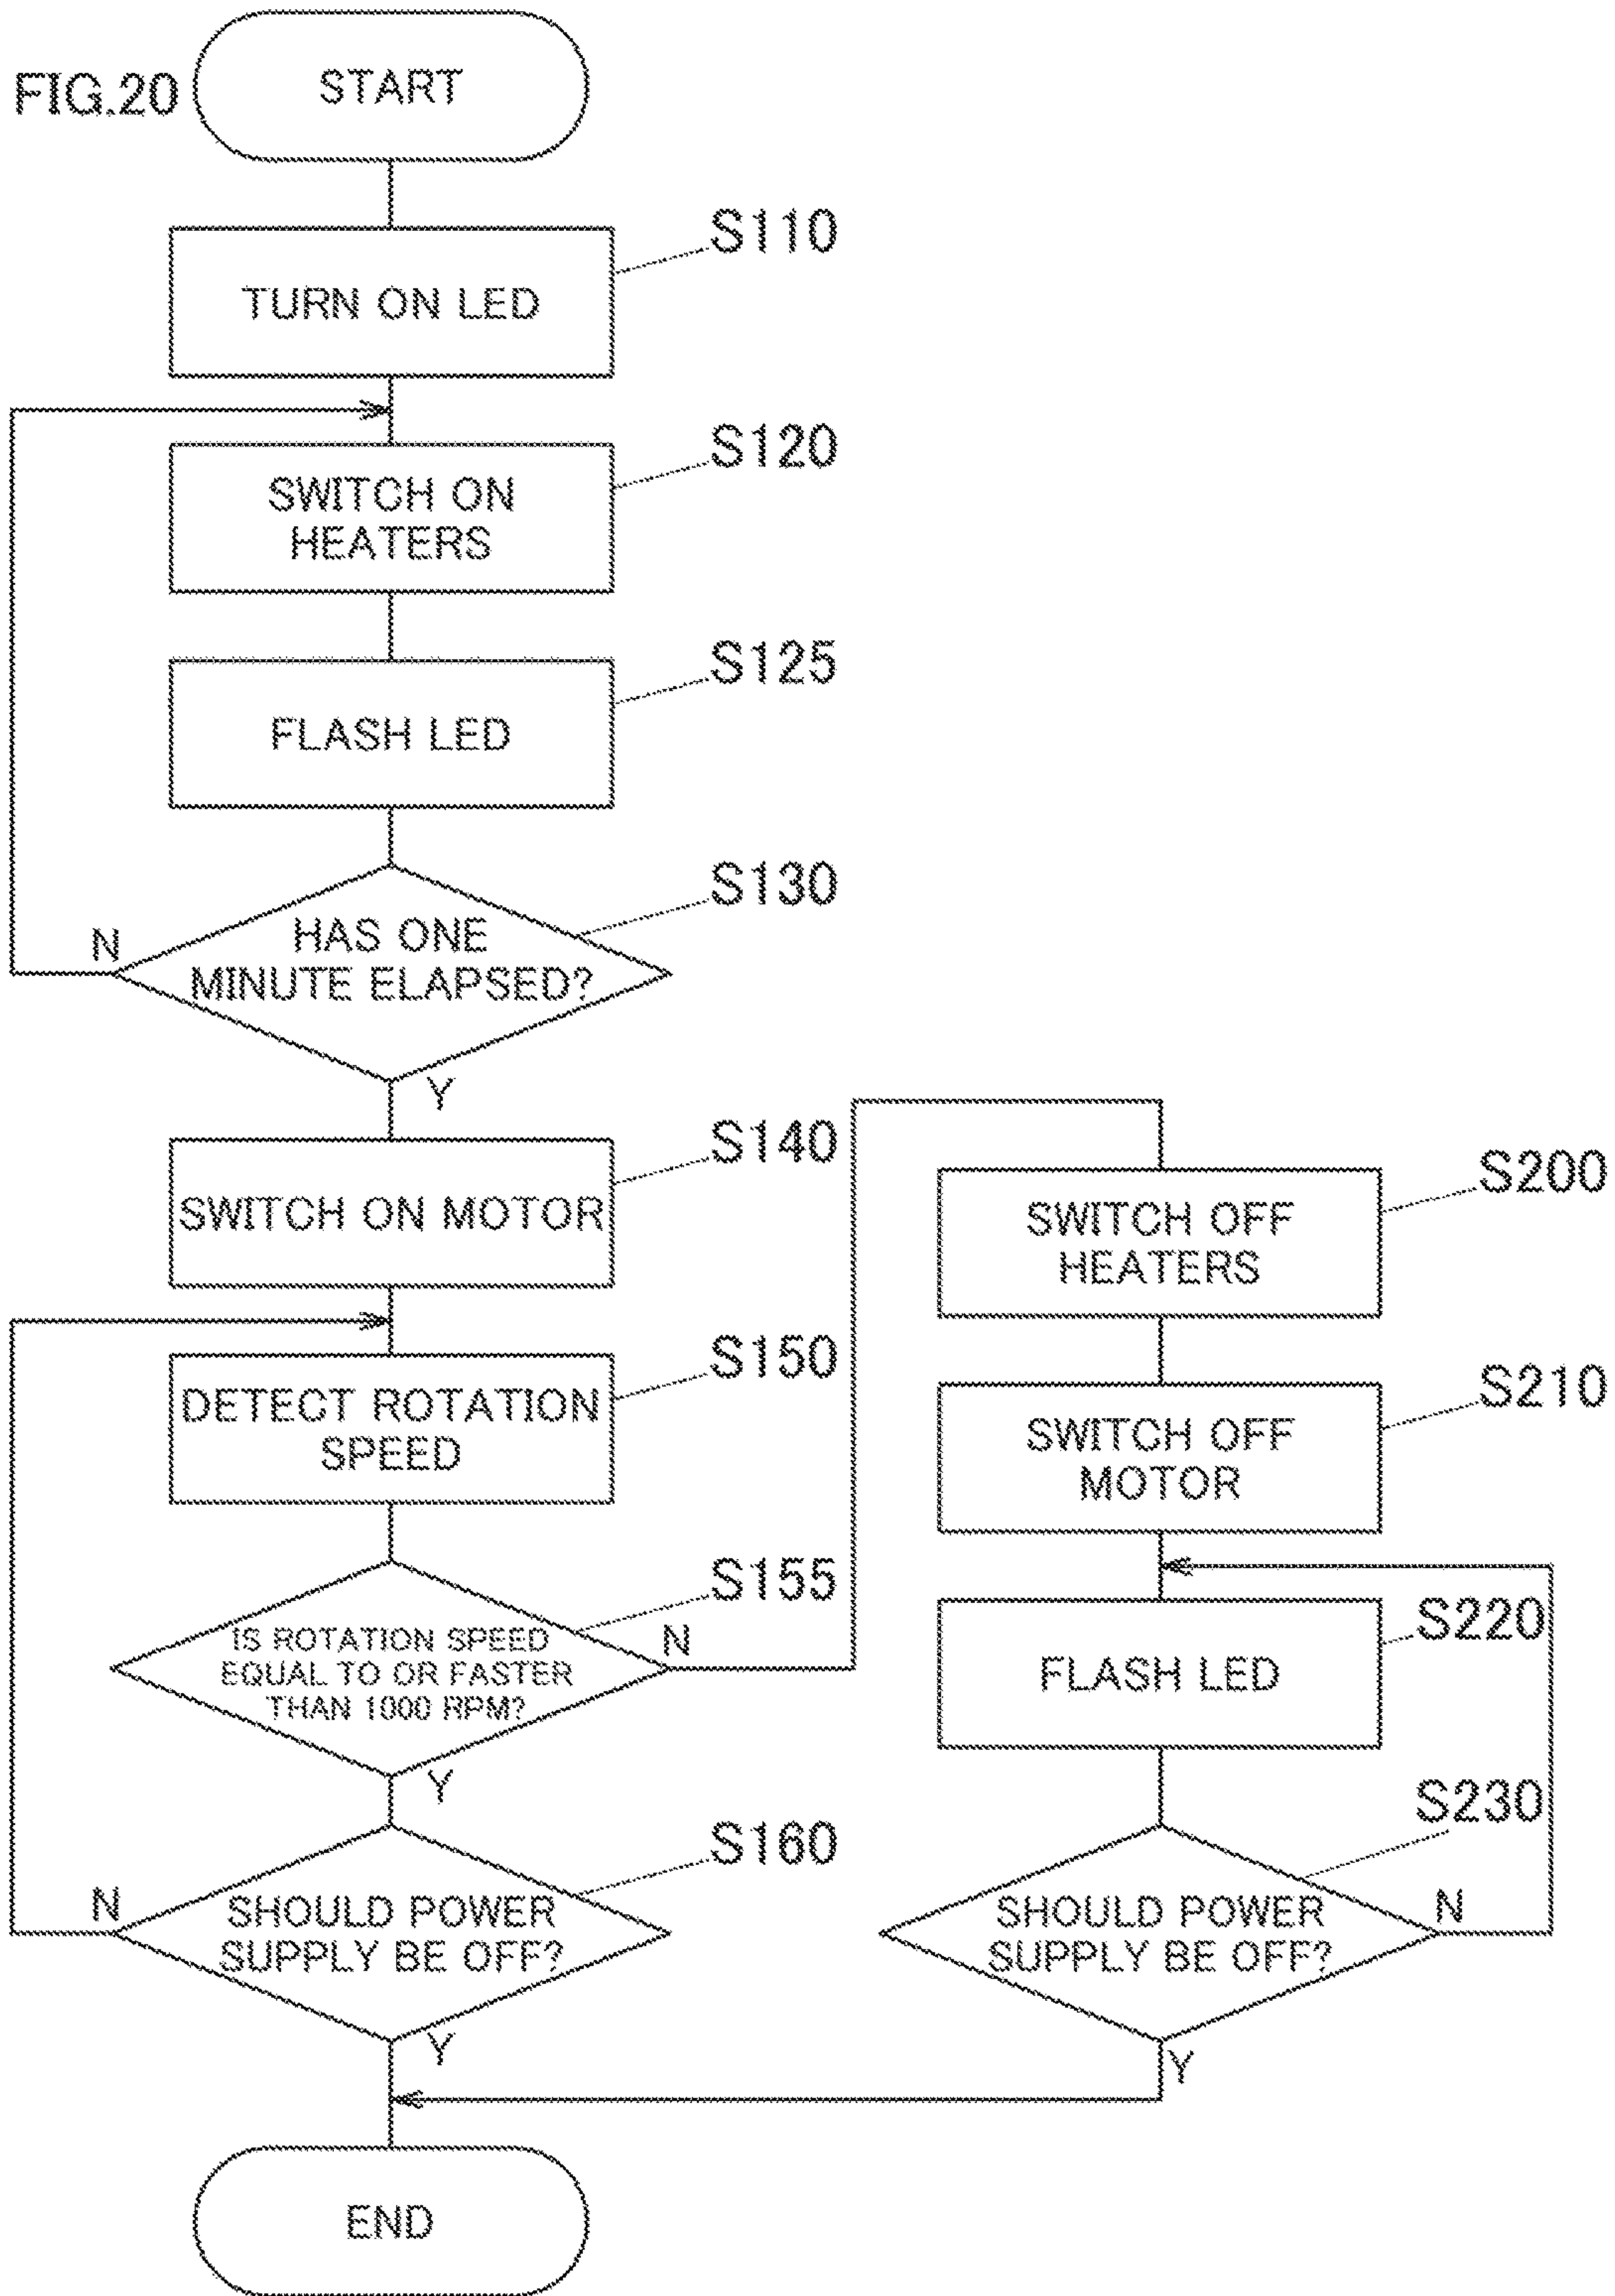 FIG.20
START
S110
TURN ON LED
S120
SWITCH ON
HEATERS
S125
FLASH LED
S130
HAS ONE
MINUTE ELAPSED?
N
Y
S140
SWITCH ON MOTOR
S150
DETECT ROTATION
SPEED
S155
IS ROTATION SPEED
EQUAL TO OR FASTER
THAN 1000 RPM?
N
Y
S160
SHOULD POWER
SUPPLY BE OFF?
N
Y
S200
SWITCH OFF
HEATERS
S210
SWITCH OFF
MOTOR
S220
FLASH LED
S230
SHOULD POWER
SUPPLY BE OFF?
N
Y
END